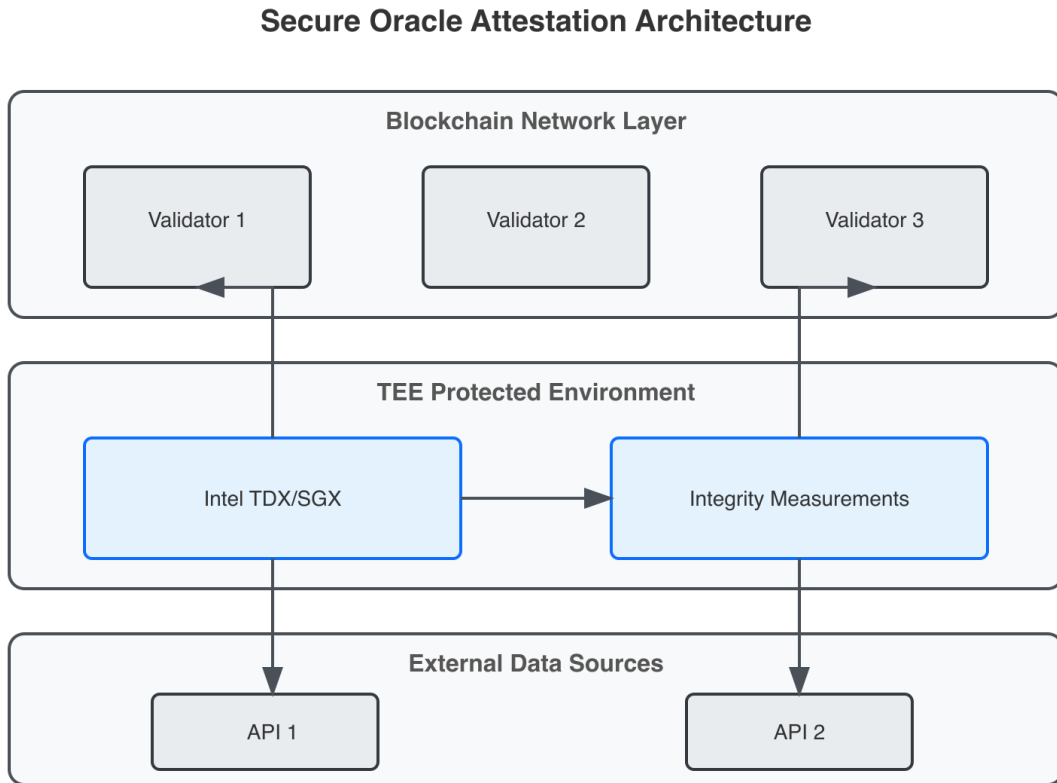 Secure Oracle Attestation Architecture
Blockchain Network Layer
Validator 1
Validator 2
Validator 3
TEE Protected Environment
Intel TDX/SGX
Integrity Measurements
External Data Sources
API 1
API 2